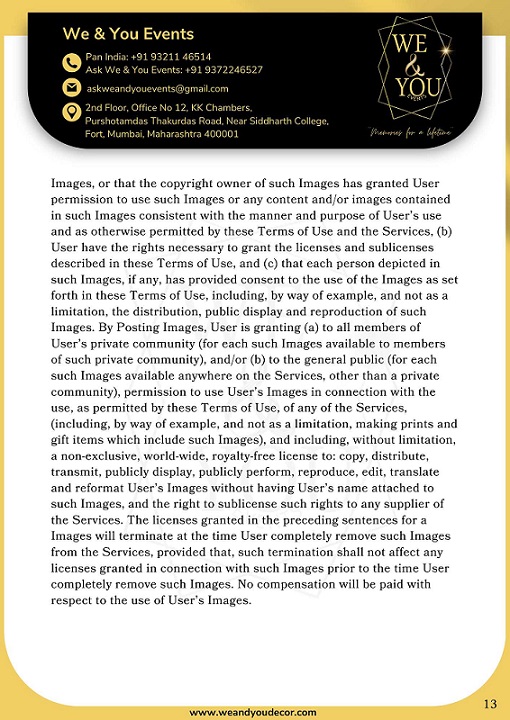 We & You Events
Pan India: +91 93211 46514
Ask We & You Events: +91 9372246527
askweandyouevents@gmail.com
2nd Floor, Office No 12, KK Chambers,
Purshotamdas Thakurdas Road, Near Siddharth College,
Fort, Mumbai, Maharashtra 400001
WE
&
YOU
EVENTS
"Memories for a lifetime"
Images, or that the copyright owner of such Images has granted User
permission to use such Images or any content and/or images contained
in such Images consistent with the manner and purpose of User's use
and as otherwise permitted by these Terms of Use and the Services, (b)
User have the rights necessary to grant the licenses and sublicenses
described in these Terms of Use, and (c) that each person depicted in
such Images, if any, has provided consent to the use of the Images as set
forth in these Terms of Use, including, by way of example, and not as a
limitation, the distribution, public display and reproduction of such
Images. By Posting Images, User is granting (a) to all members of
User's private community (for each such Images available to members
of such private community), and/or (b) to the general public (for each
such Images available anywhere on the Services, other than a private
community), permission to use User's Images in connection with the
use, as permitted by these Terms of Use, of any of the Services,
(including, by way of example, and not as a limitation, making prints and
gift items which include such Images), and including, without limitation,
a non-exclusive, world-wide, royalty-free license to: copy, distribute,
transmit, publicly display, publicly perform, reproduce, edit, translate
and reformat User's Images without having User's name attached to
such Images, and the right to sublicense such rights to any supplier of
the Services. The licenses granted in the preceding sentences for a
Images will terminate at the time User completely remove such Images
from the Services, provided that, such termination shall not affect any
licenses granted in connection with such Images prior to the time User
completely remove such Images. No compensation will be paid with
respect to the use of User's Images.
13
www.weandyoudecor.com